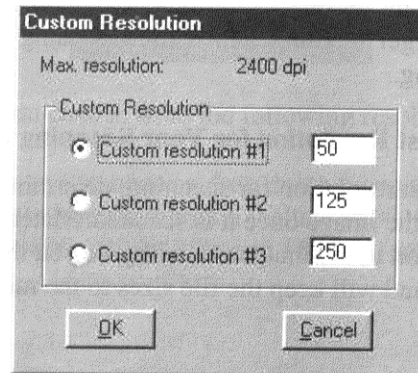 Custom Resolution
Max. resolution: 2400 dpi
Custom Resolution
Custom resolution #1 50
Custom resolution #2 125
Custom resolution #3 250
OK Cancel